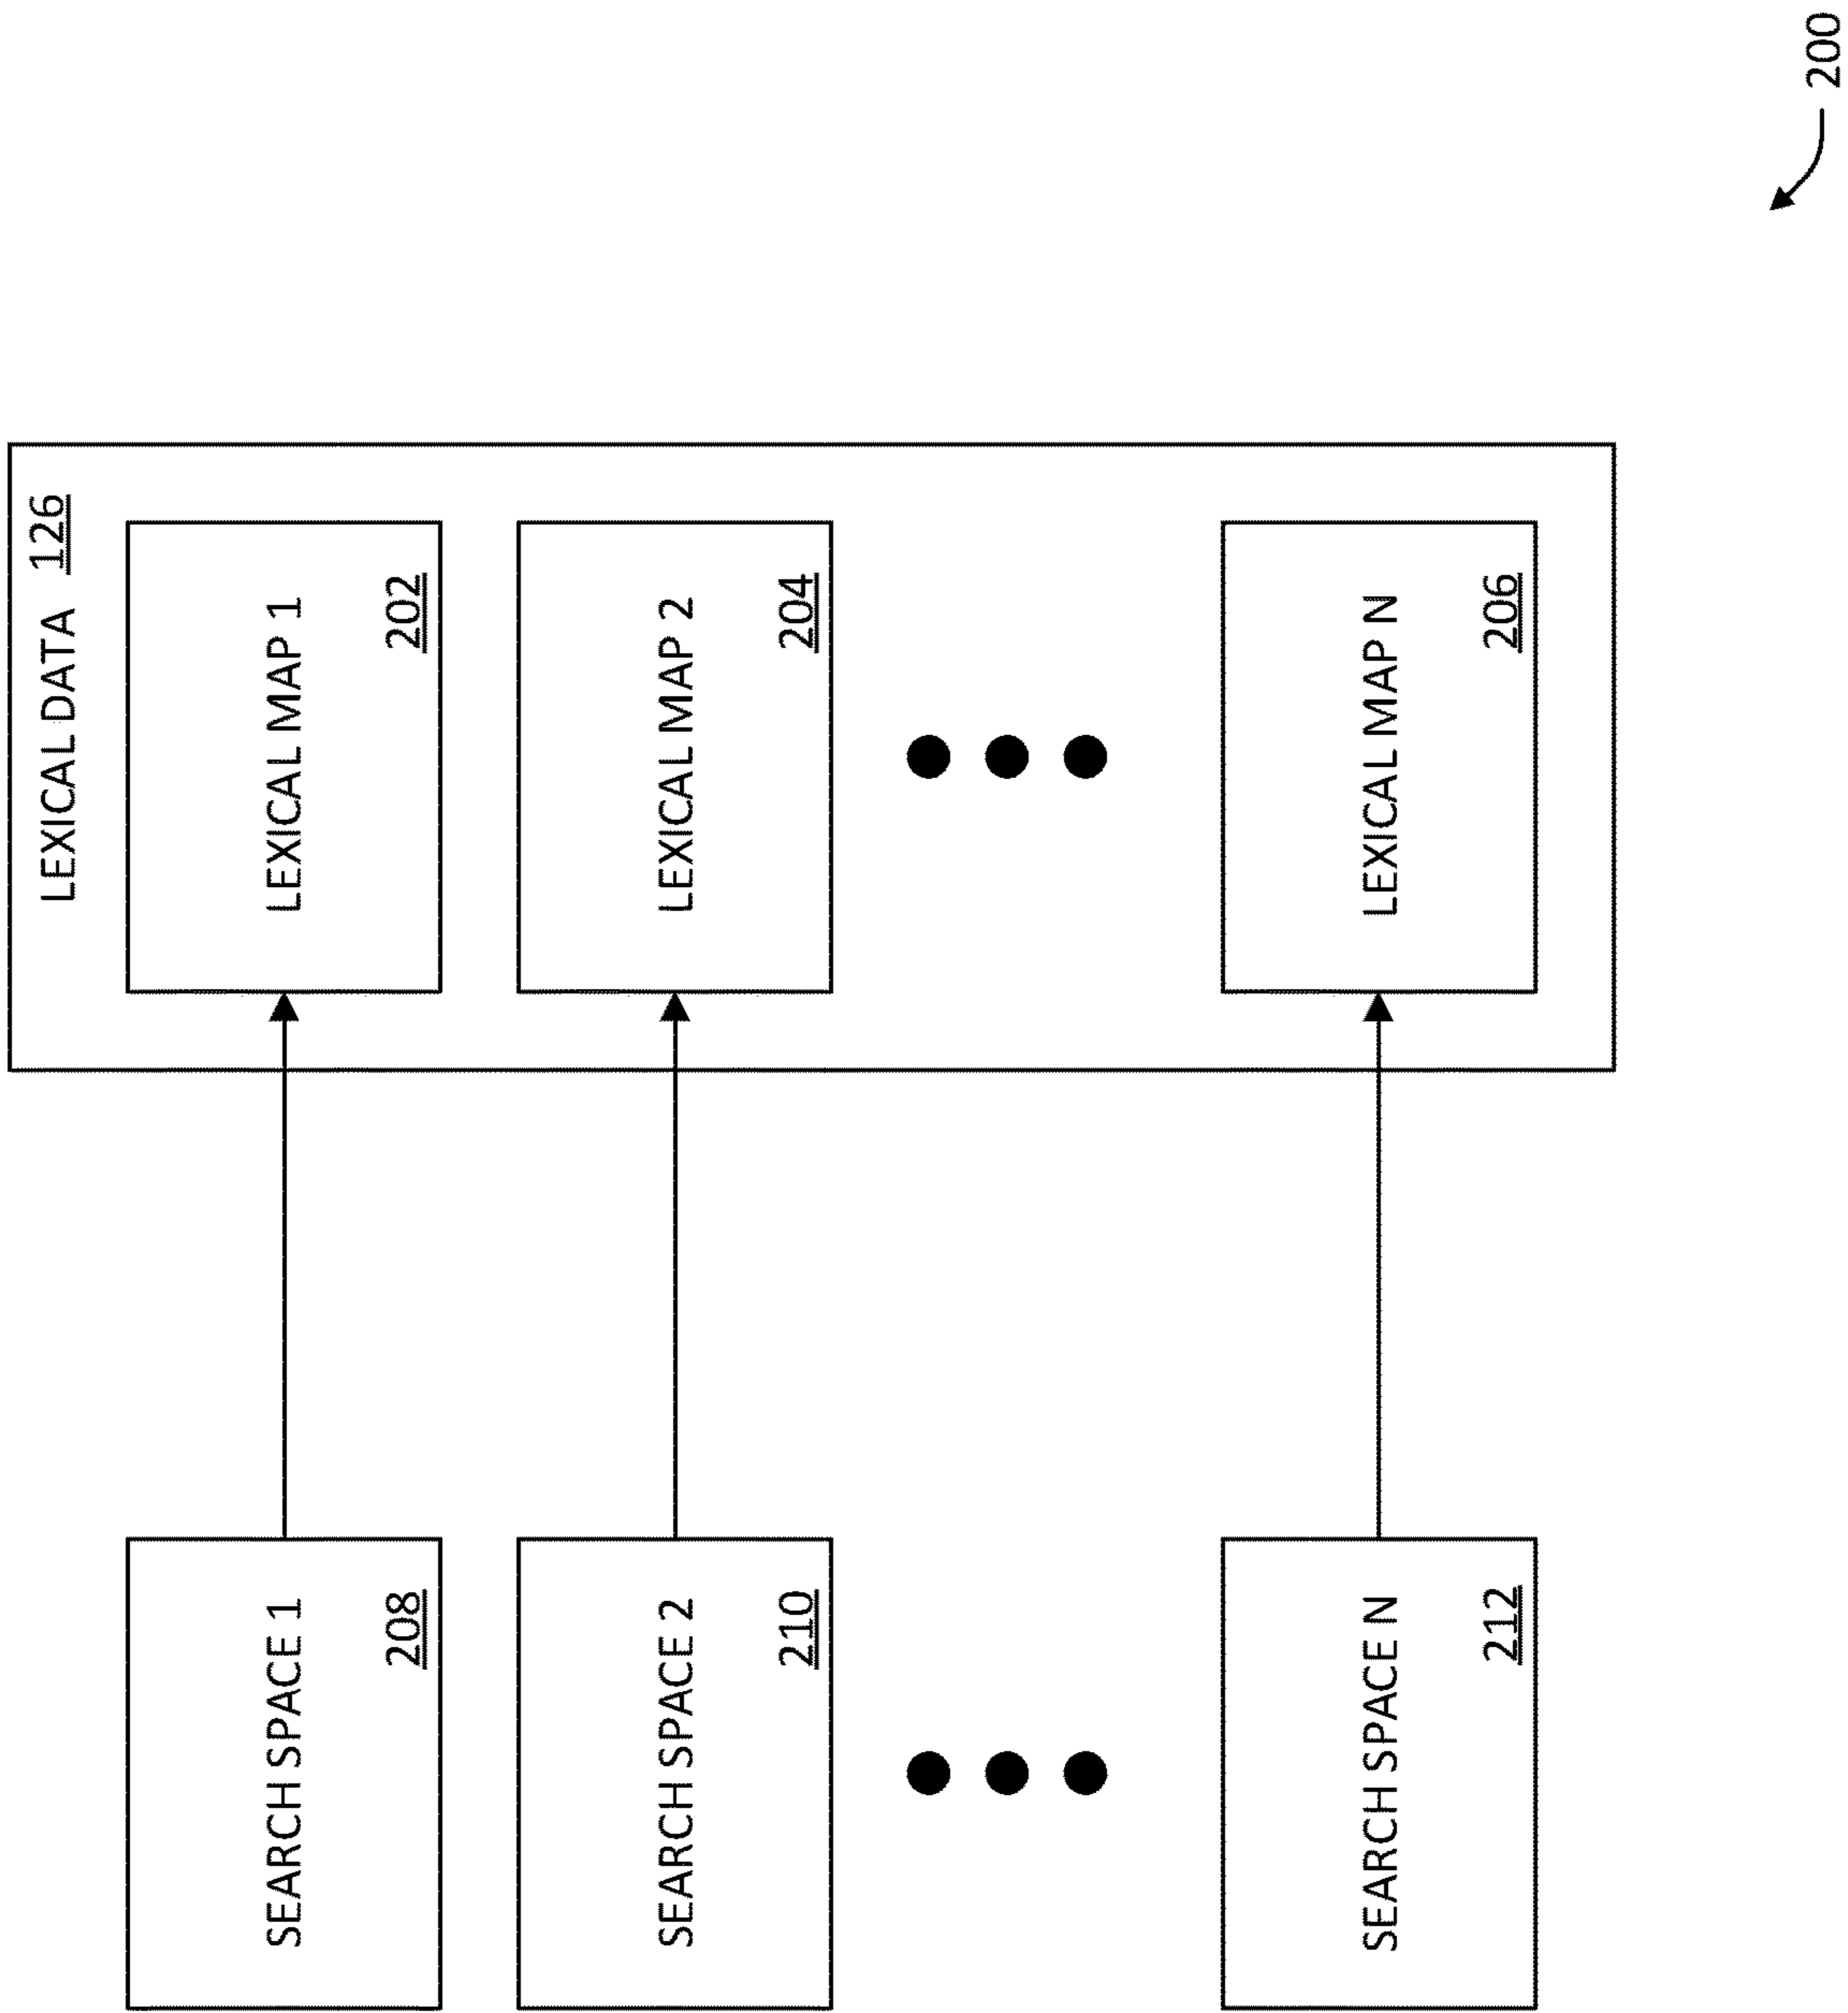 LEXICAL DATA 126
SEARCH SPACE 1
208
LEXICAL MAP 1
202
SEARCH SPACE 2
210
LEXICAL MAP 2
204
SEARCH SPACE N
212
LEXICAL MAP N
206
200